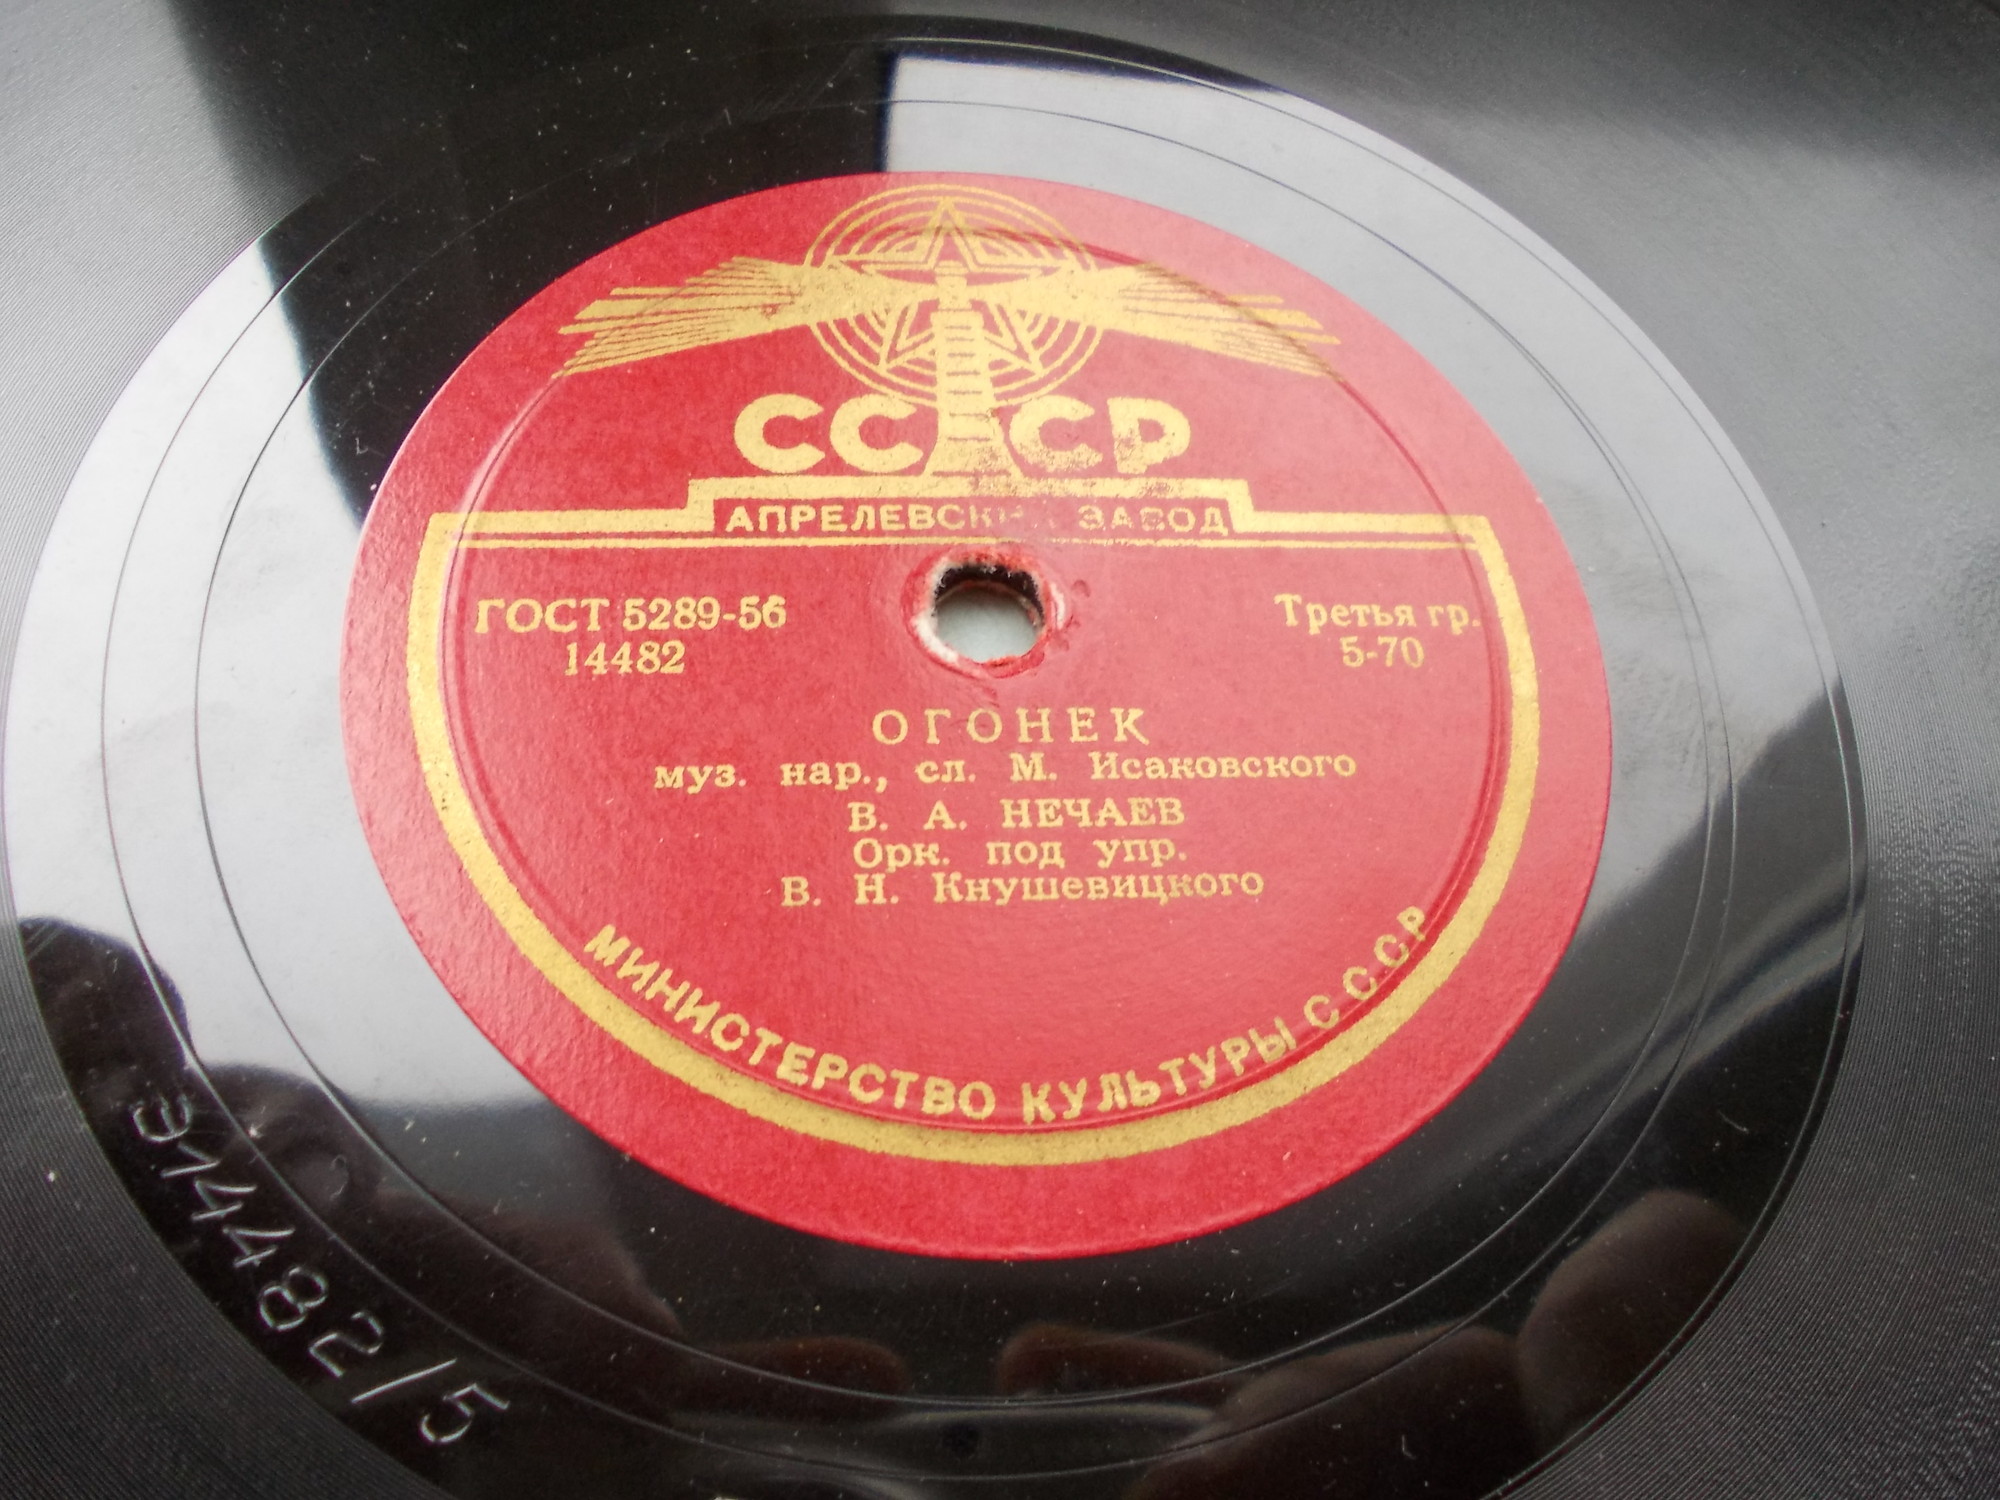 СССР
АПРЕЛЕВСКИЙ ЗАВОД
ГОСТ 5289-56
14482
Третья гр.
5-70
ОГОНЕК
муз. нар., сл. М. Исаковского
В. А. НЕЧАЕВ
Орк. под упр.
В. Н. Кнушевицкого
МИНИСТЕРСТВО КУЛЬТУРЫ СССР
Э14482/5